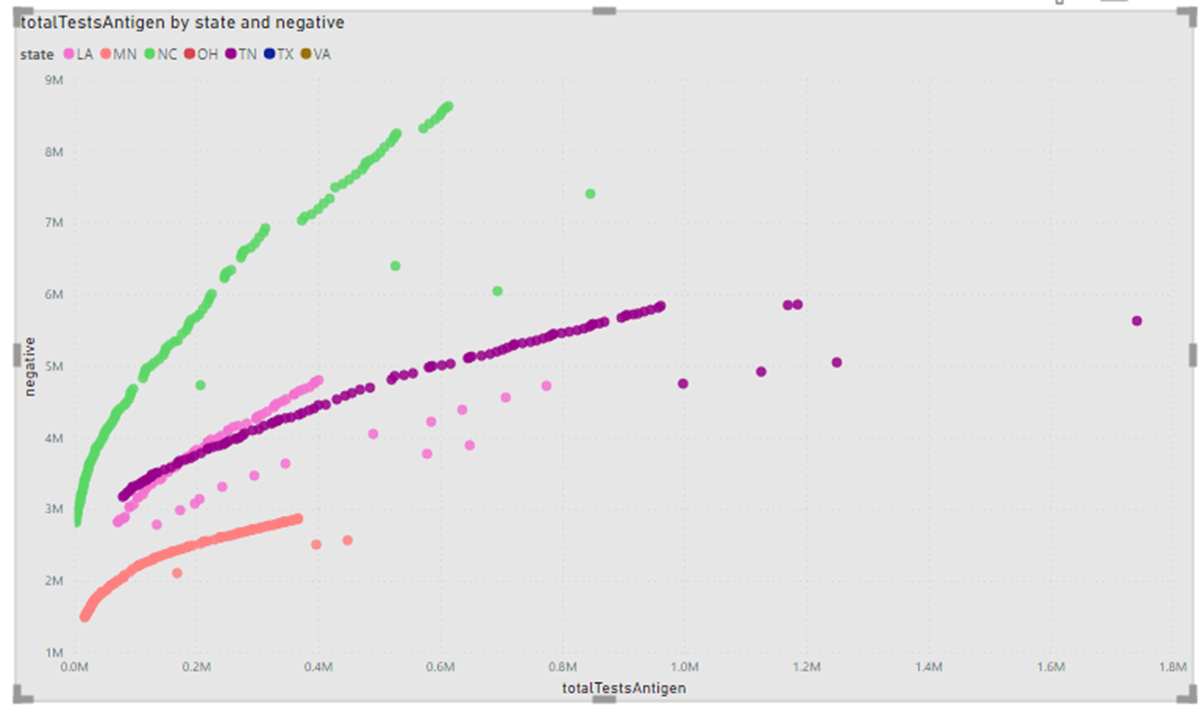 totalTestsAntigen by state and negative
state LA MN NC OH TN TX VA
9M
8M
7M
6M
5M
4M
3M
2M
1M
negative
0.0M 0.2M 0.4M 0.6M 0.8M 1.0M 1.2M 1.4M 1.6M 1.8M
totalTestsAntigen